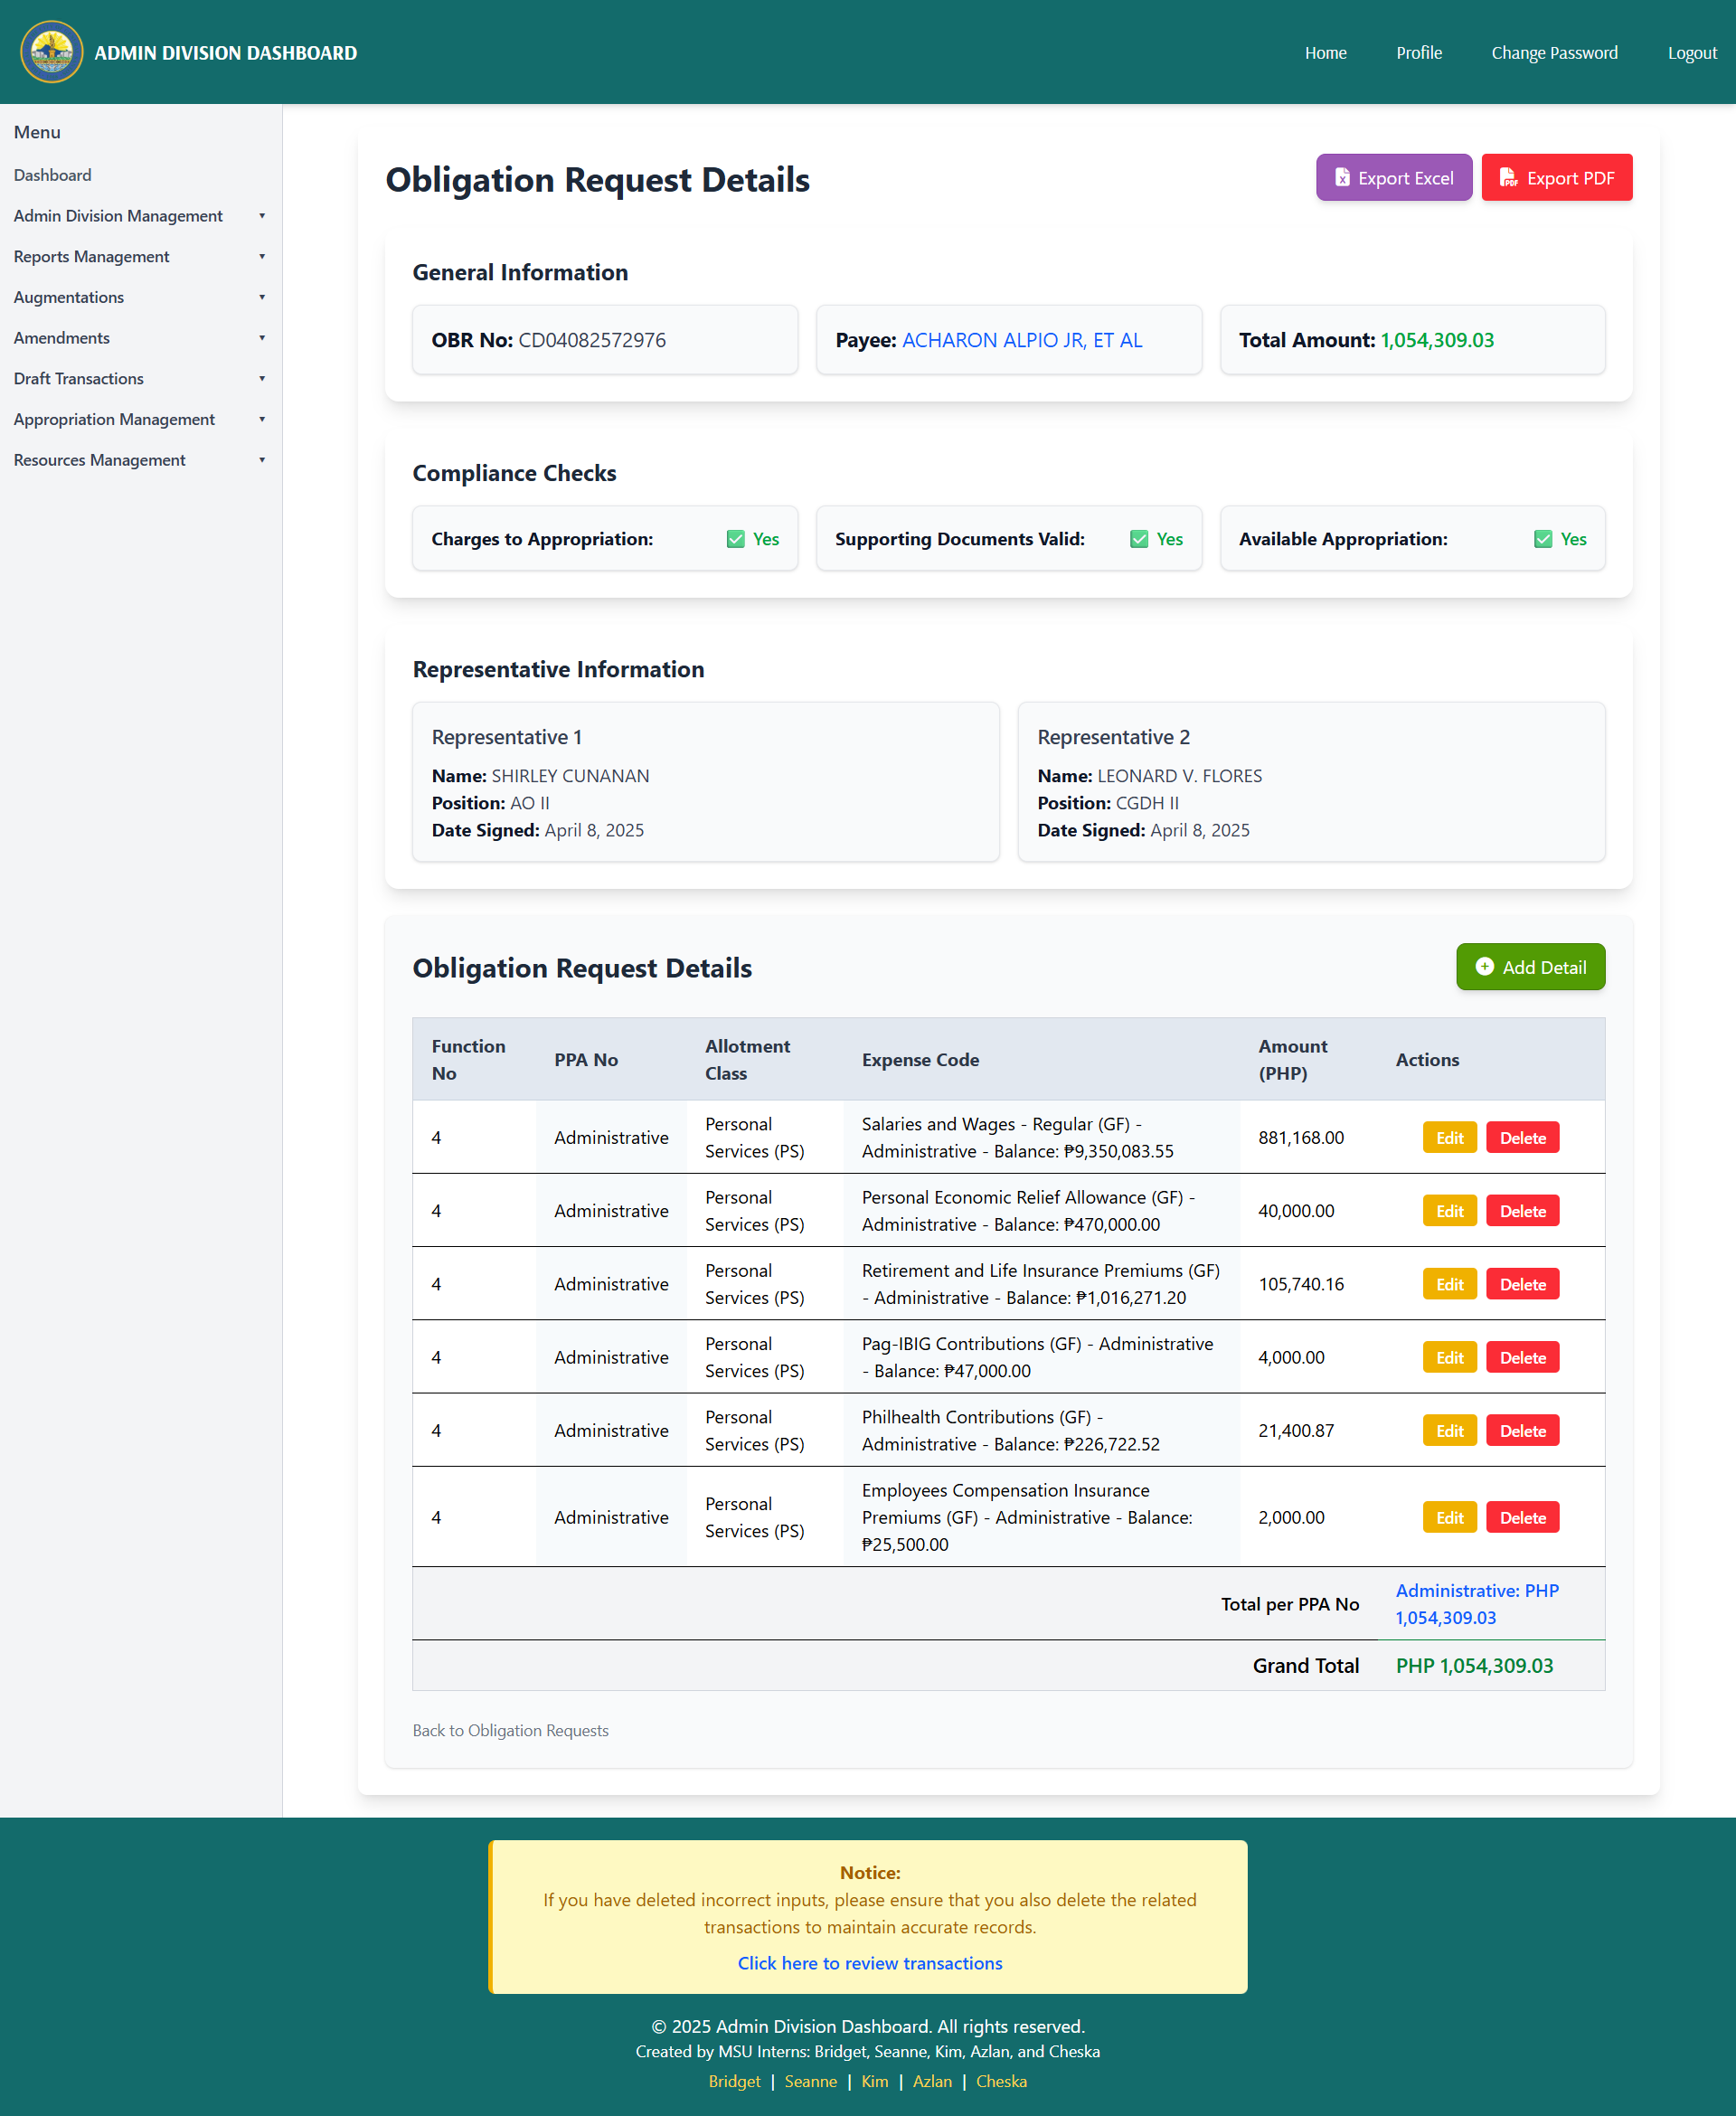 ADMIN DIVISION DASHBOARD
Home
Profile
Change Password
Logout
Menu
Dashboard
Admin Division Management
Reports Management
Augmentations
Amendments
Draft Transactions
Appropriation Management
Resources Management
Obligation Request Details
Export Excel
Export PDF
General Information
OBR No: CD04082572976
Payee: ACHARON ALPIO JR, ET AL
Total Amount: 1,054,309.03
Compliance Checks
Charges to Appropriation: ✅ Yes
Supporting Documents Valid: ✅ Yes
Available Appropriation: ✅ Yes
Representative Information
Representative 1
Name: SHIRLEY CUNANAN
Position: AO II
Date Signed: April 8, 2025
Representative 2
Name: LEONARD V. FLORES
Position: CGDH II
Date Signed: April 8, 2025
Obligation Request Details
Add Detail
Function
No
PPA No
Allotment
Class
Expense Code
Amount
(PHP)
Actions
4
Administrative
Personal
Services (PS)
Salaries and Wages - Regular (GF) -
Administrative - Balance: ₱9,350,083.55
881,168.00
Edit
Delete
4
Administrative
Personal
Services (PS)
Personal Economic Relief Allowance (GF) -
Administrative - Balance: ₱470,000.00
40,000.00
Edit
Delete
4
Administrative
Personal
Services (PS)
Retirement and Life Insurance Premiums (GF)
- Administrative - Balance: ₱1,016,271.20
105,740.16
Edit
Delete
4
Administrative
Personal
Services (PS)
Pag-IBIG Contributions (GF) - Administrative
- Balance: ₱47,000.00
4,000.00
Edit
Delete
4
Administrative
Personal
Services (PS)
Philhealth Contributions (GF) -
Administrative - Balance: ₱226,722.52
21,400.87
Edit
Delete
4
Administrative
Personal
Services (PS)
Employees Compensation Insurance
Premiums (GF) - Administrative - Balance:
₱25,500.00
2,000.00
Edit
Delete
Total per PPA No
Administrative: PHP
1,054,309.03
Grand Total
PHP 1,054,309.03
Back to Obligation Requests
Notice:
If you have deleted incorrect inputs, please ensure that you also delete the related
transactions to maintain accurate records.
Click here to review transactions
© 2025 Admin Division Dashboard. All rights reserved.
Created by MSU Interns: Bridget, Seanne, Kim, Azlan, and Cheska
Bridget | Seanne | Kim | Azlan | Cheska